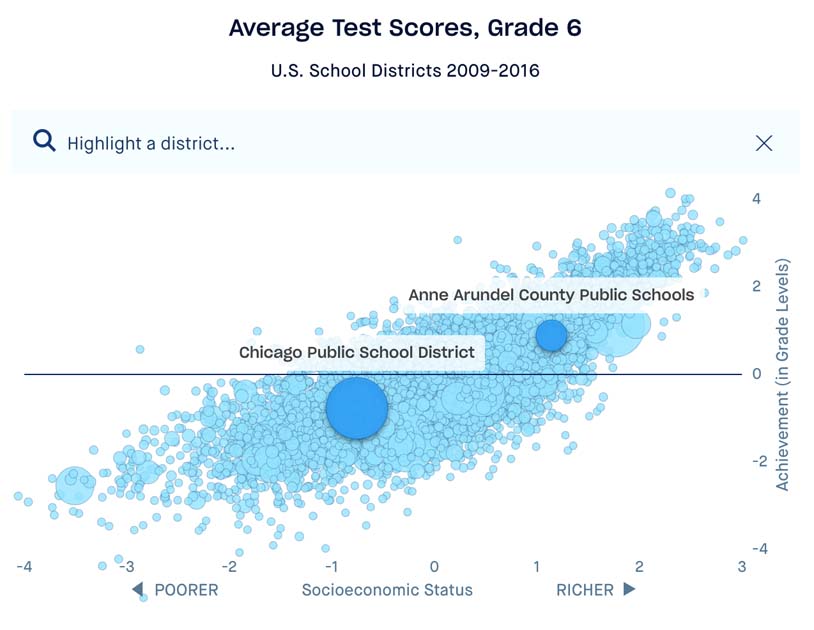 Average Test Scores, Grade 6
U.S. School Districts 2009-2016
Highlight a district...
4
2
Anne Arundel County Public Schools
Chicago Public School District
0
-2
-4
Achievement (in Grade Levels)
-4 -3 -2 -1 0 1 2 3
POORER Socioeconomic Status RICHER